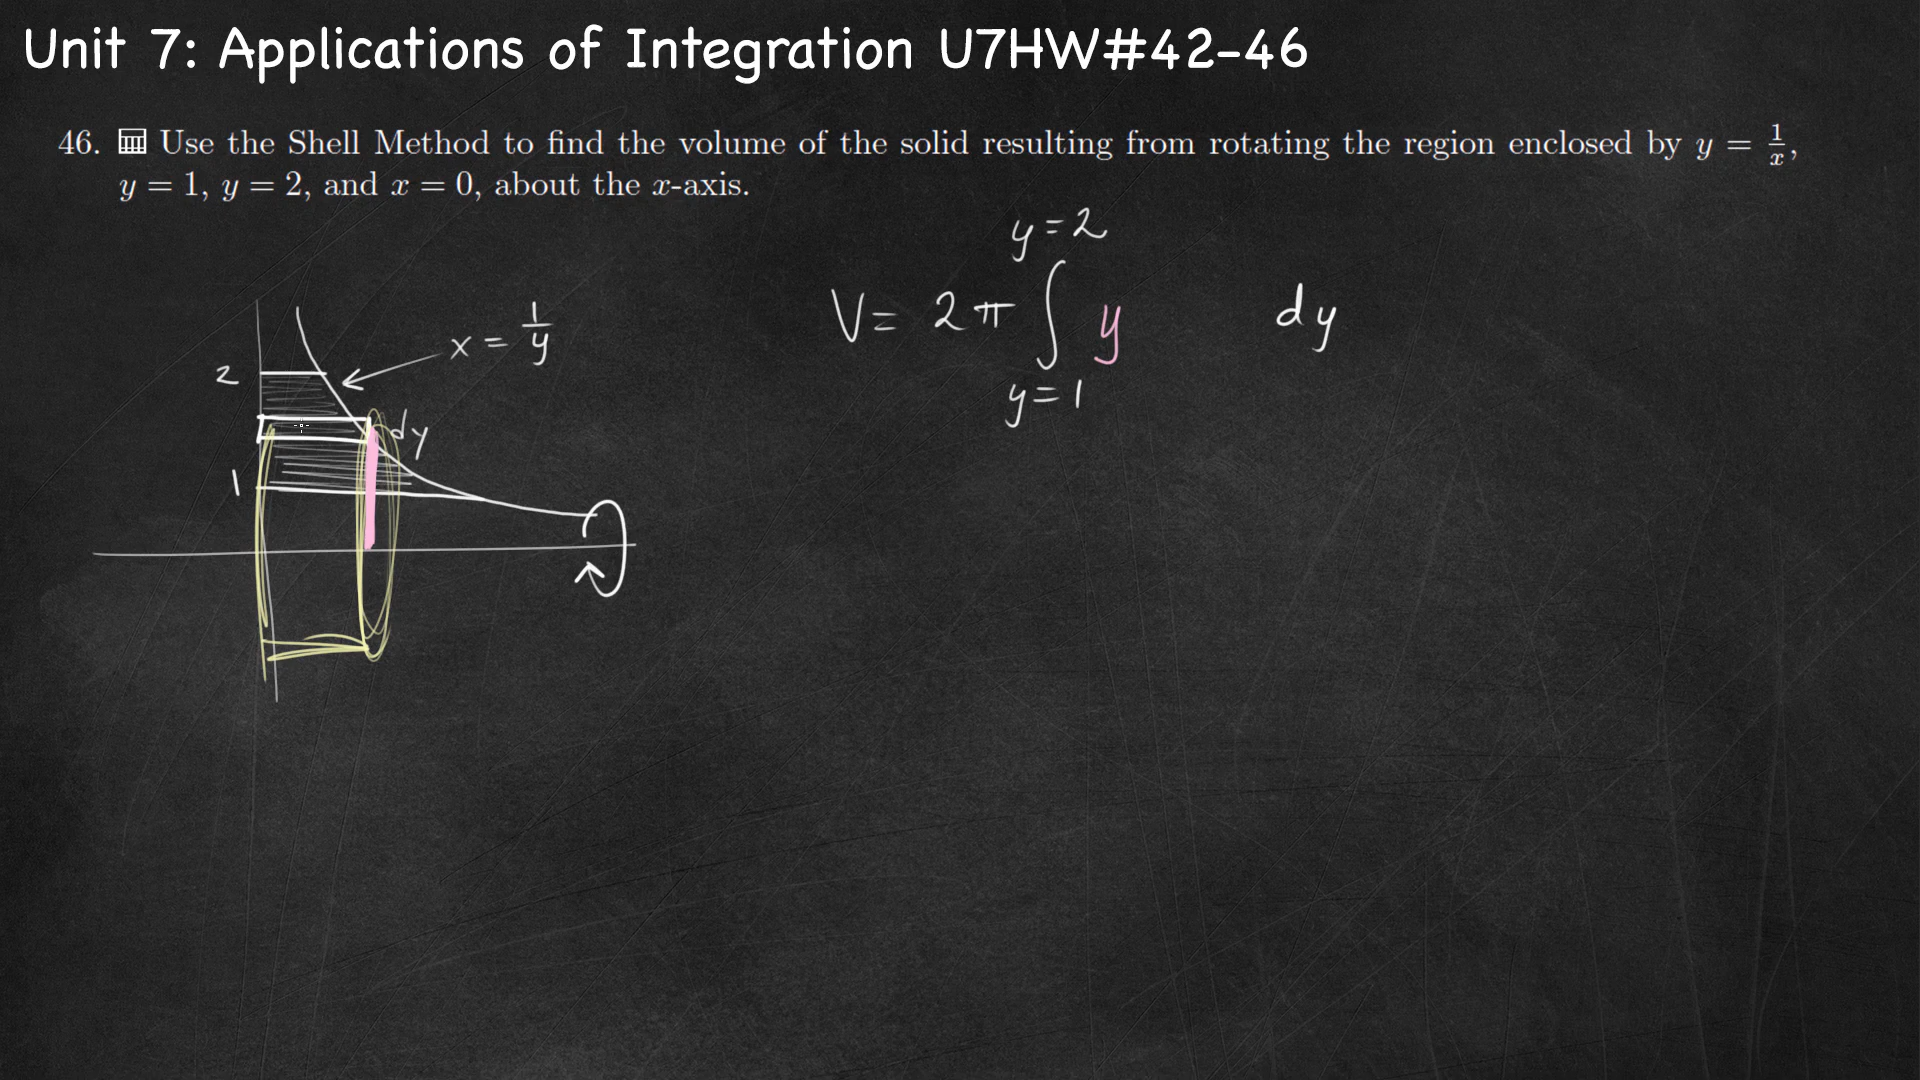 Unit 7: Applications of Integration U7HW#42-46
46. Use the Shell Method to find the volume of the solid resulting from rotating the region enclosed by y = 1/x,
y = 1, y = 2, and x = 0, about the x-axis.
y=2
V= 2π∫ y dy
y=1
x = 1/y
2
dy
1